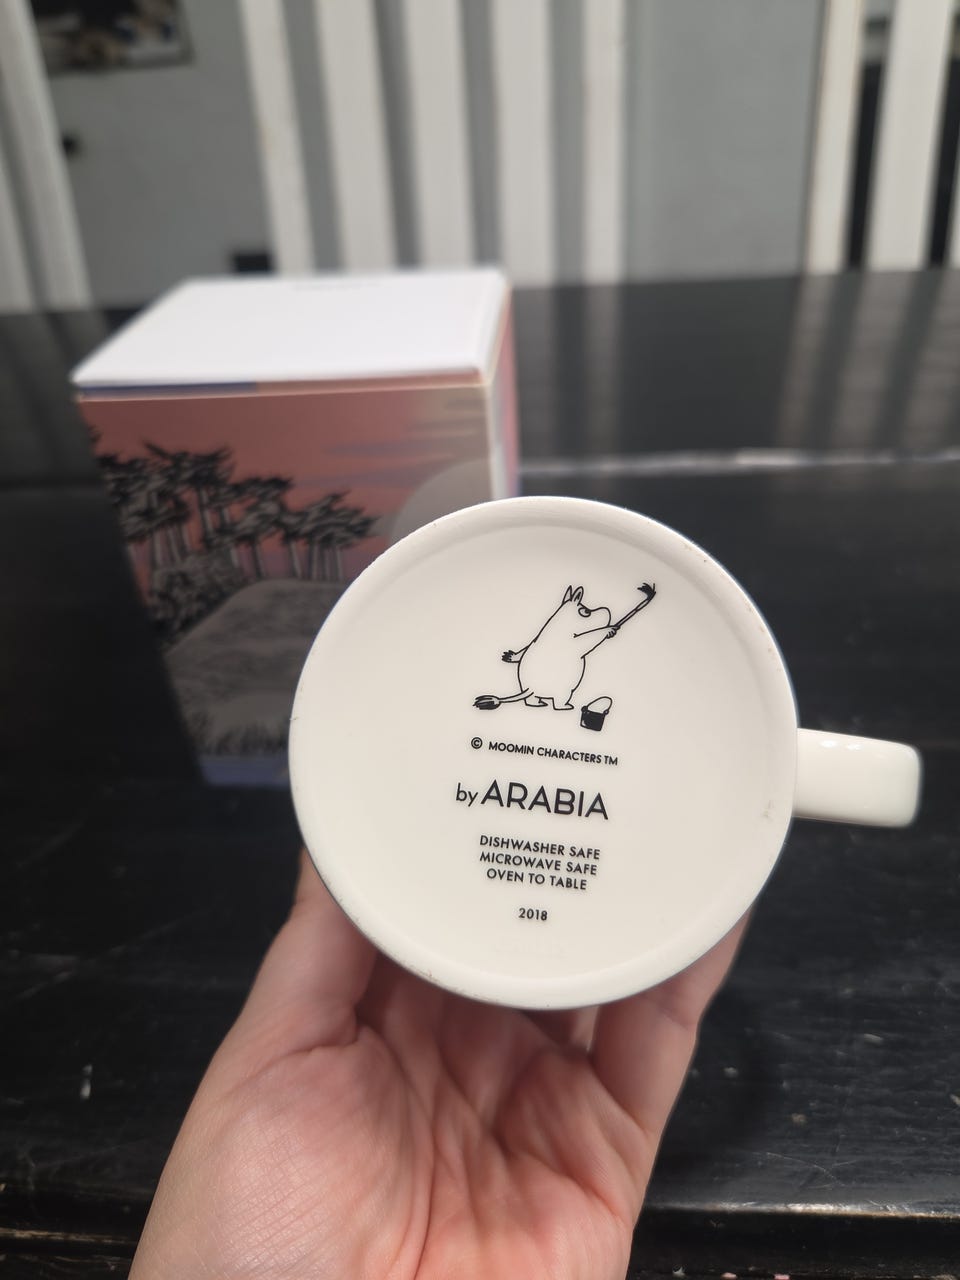 © MOOMIN CHARACTERS TM
by ARABIA
DISHWASHER SAFE
MICROWAVE SAFE
OVEN TO TABLE
2018